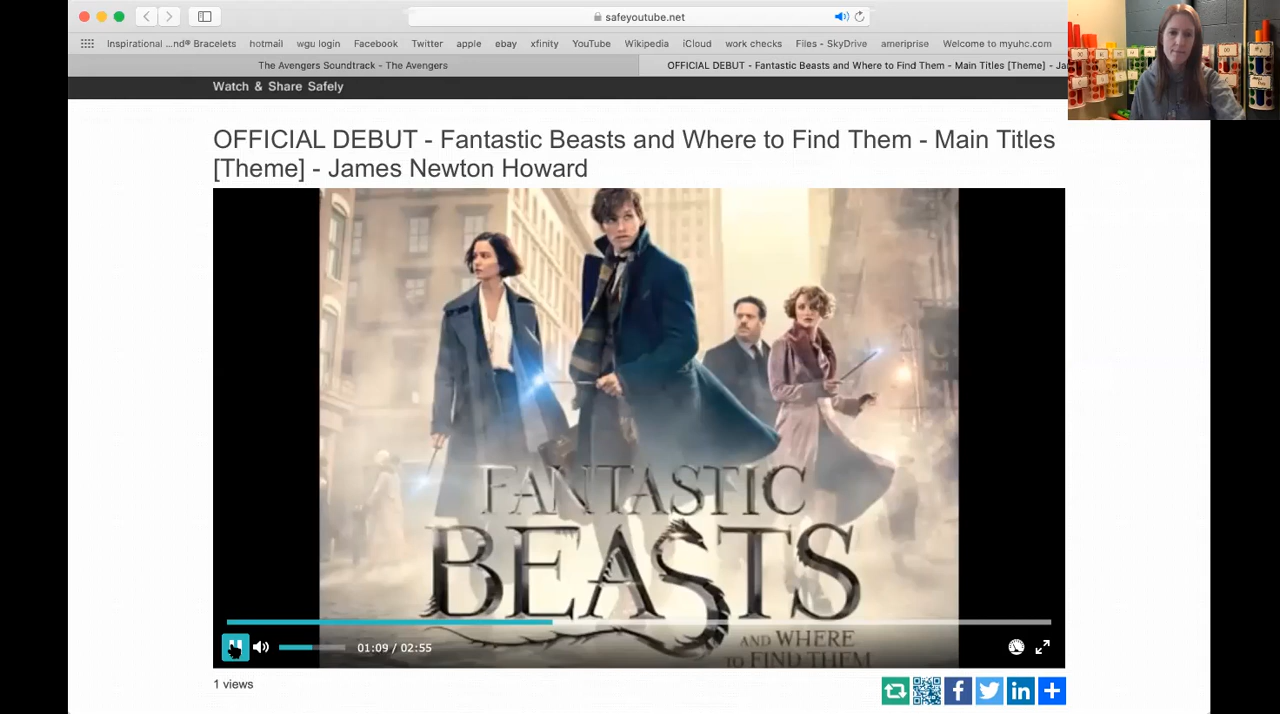 safeyoutube.net
Inspirational ...nd® Bracelets hotmail wgu login Facebook Twitter apple ebay xfinity YouTube Wikipedia iCloud work checks Files - SkyDrive ameriprise Welcome to myuhc.com
The Avengers Soundtrack - The Avengers
OFFICIAL DEBUT - Fantastic Beasts and Where to Find Them - Main Titles [Theme] - Ja
Watch & Share Safely
OFFICIAL DEBUT - Fantastic Beasts and Where to Find Them - Main Titles
[Theme] - James Newton Howard
FANTASTIC
BEASTS
AND WHERE
TO FIND THEM
01:09 / 02:55
1 views